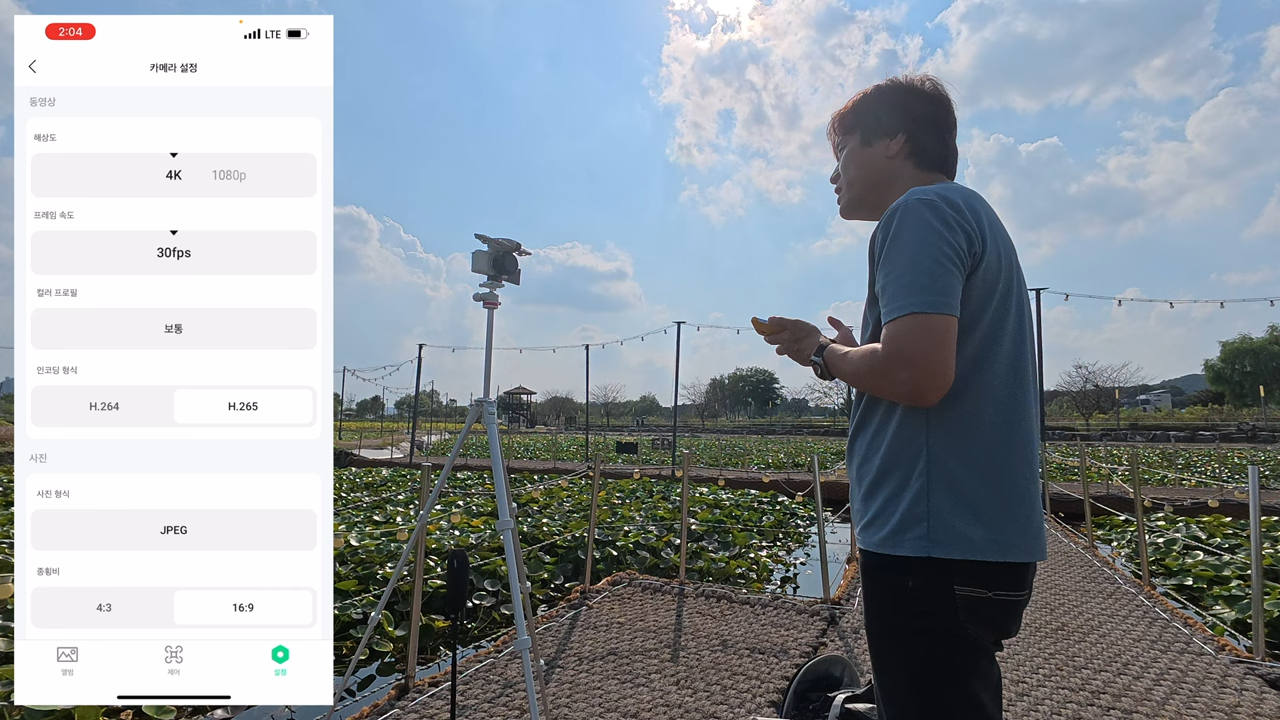 2:04
LTE
카메라 설정
동영상
해상도
4K 1080p
프레임 속도
30fps
컬러 프로필
보통
인코딩 형식
H.264 H.265
사진
사진 형식
JPEG
종횡비
4:3 16:9
앨범 제어 설정